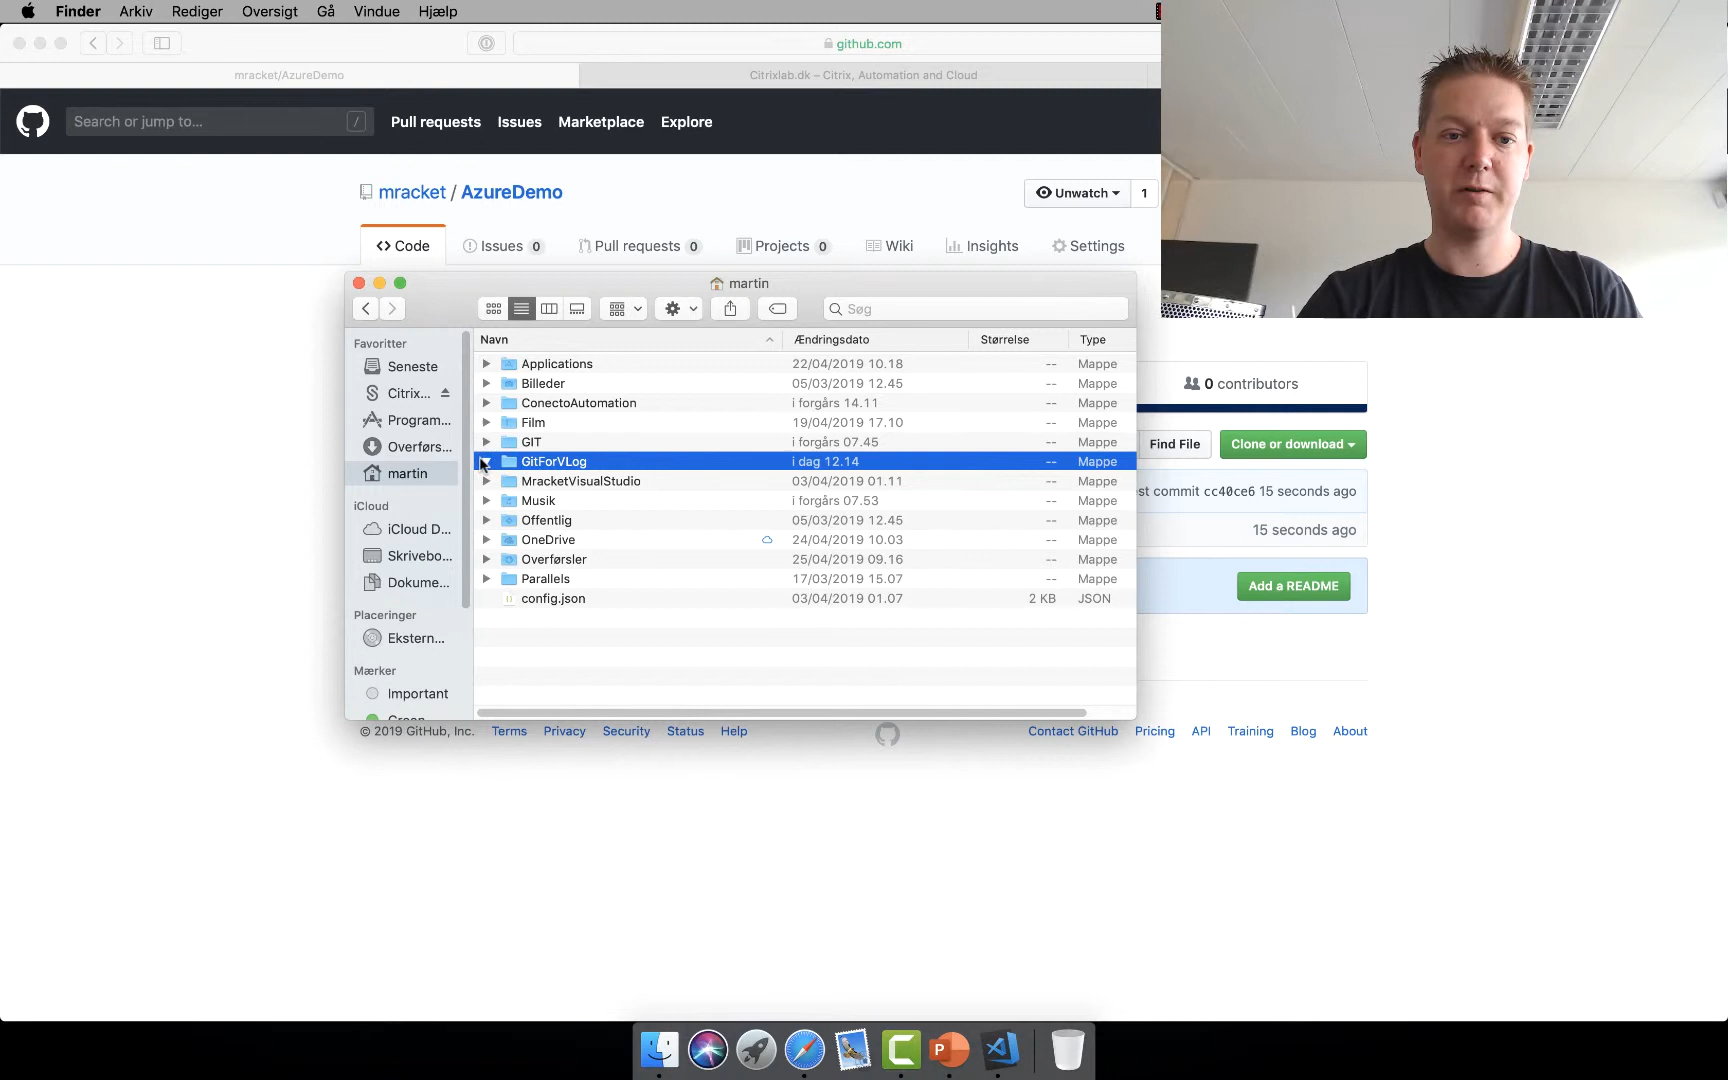 Finder Arkiv Rediger Oversigt Gå Vindue Hjælp
github.com
mracket/AzureDemo
Citrixlab.dk – Citrix, Automation and Cloud
Search or jump to... /
Pull requests Issues Marketplace Explore
mracket / AzureDemo
Unwatch 1
Code Issues 0 Pull requests 0 Projects 0 Wiki Insights Settings
martin
Søg
Favoritter
Seneste
Citrix...
Program...
Overførs...
martin
iCloud
iCloud D...
Skrivebo...
Dokume...
Placeringer
Ekstern...
Mærker
Important
Green
Navn Ændringsdato Størrelse Type
Applications 22/04/2019 10.18 -- Mappe
Billeder 05/03/2019 12.45 -- Mappe
ConectoAutomation i forgårs 14.11 -- Mappe
Film 19/04/2019 17.10 -- Mappe
GIT i forgårs 07.45 -- Mappe
GitForVLog i dag 12.14 -- Mappe
MracketVisualStudio 03/04/2019 01.11 -- Mappe
Musik i forgårs 07.53 -- Mappe
Offentlig 05/03/2019 12.45 -- Mappe
OneDrive 24/04/2019 10.03 -- Mappe
Overførsler 25/04/2019 09.16 -- Mappe
Parallels 17/03/2019 15.07 -- Mappe
config.json 03/04/2019 01.07 2 KB JSON
0 contributors
Find File Clone or download
commit cc40ce6 15 seconds ago
15 seconds ago
Add a README
© 2019 GitHub, Inc. Terms Privacy Security Status Help
Contact GitHub Pricing API Training Blog About
C P